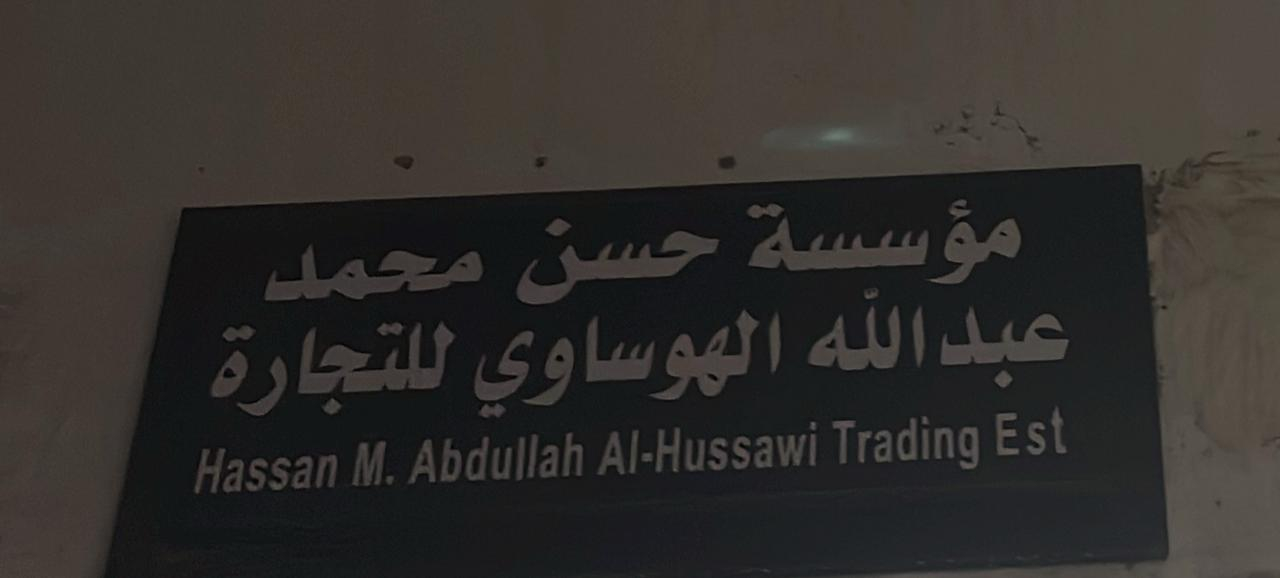 مؤسسة حسن محمد
عبدالله الهوساوي للتجارة
Hassan M. Abdullah Al-Hussawi Trading Est